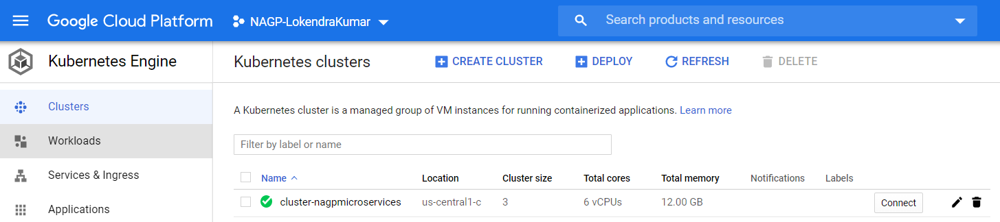 Google Cloud Platform NAGP-LokendraKumar Search products and resources
Kubernetes Engine
Kubernetes clusters CREATE CLUSTER DEPLOY REFRESH DELETE
Clusters
Workloads
Services & Ingress
Applications
A Kubernetes cluster is a managed group of VM instances for running containerized applications. Learn more
Filter by label or name
Name Location Cluster size Total cores Total memory Notifications Labels
cluster-nagpmicroservices us-central1-c 3 6 vCPUs 12.00 GB Connect